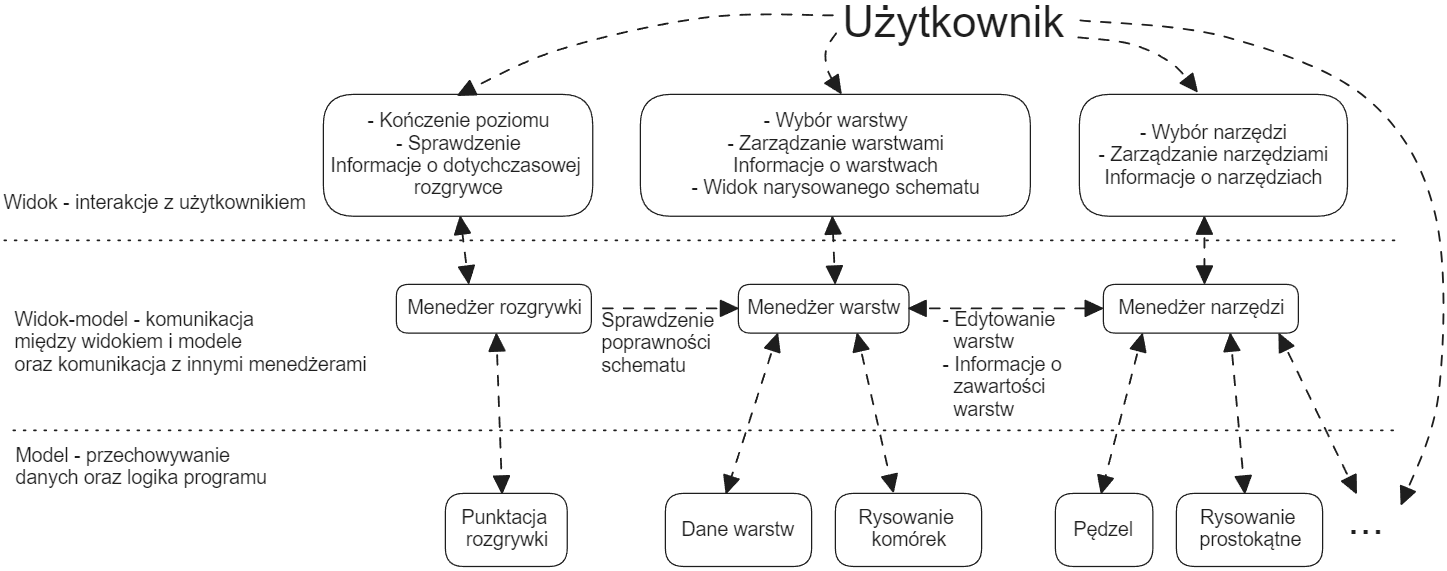 Użytkownik
- Kończenie poziomu
- Sprawdzenie
Informacje o dotychczasowej
rozgrywce
- Wybór warstwy
- Zarządzanie warstwami
Informacje o warstwach
- Widok narysowanego schematu
- Wybór narzędzi
- Zarządzanie narzędziami
Informacje o narzędziach
Widok - interakcje z użytkownikiem
Widok-model - komunikacja
między widokiem i modele
oraz komunikacja z innymi menedżerami
Menedżer rozgrywki
Sprawdzenie
poprawności
schematu
Menedżer warstw
- Edytowanie
warstw
- Informacje o
zawartości
warstw
Menedżer narzędzi
Model - przechowywanie
danych oraz logika programu
Punktacja
rozgrywki
Dane warstw
Rysowanie
komórek
Pędzel
Rysowanie
prostokątne
...